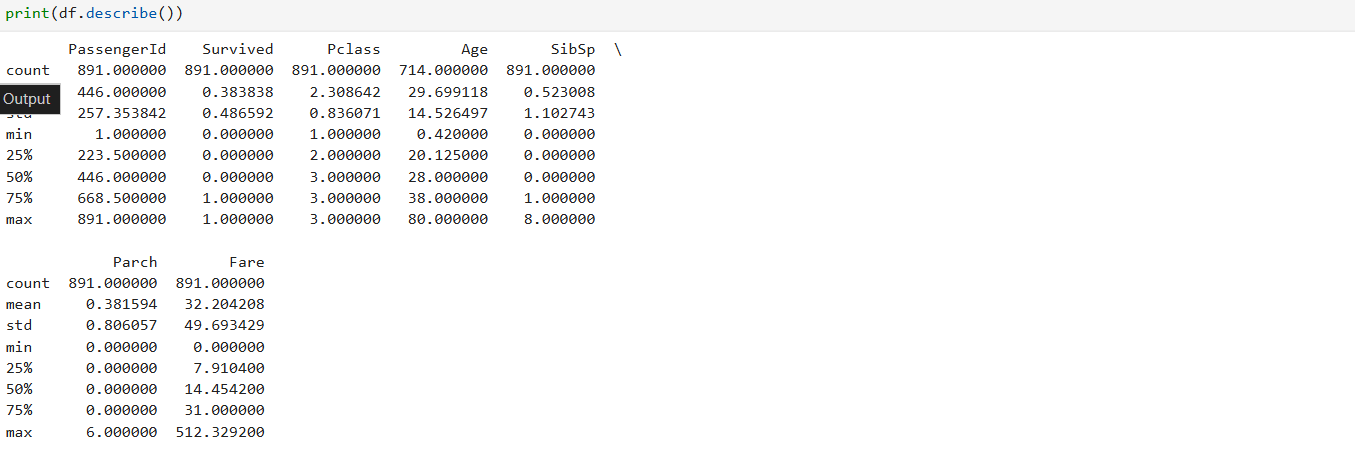 print(df.describe())
PassengerId Survived Pclass Age SibSp \
count 891.000000 891.000000 891.000000 714.000000 891.000000
446.000000 0.383838 2.308642 29.699118 0.523008
Output
257.353842 0.486592 0.836071 14.526497 1.102743
min 1.000000 0.000000 1.000000 0.420000 0.000000
25% 223.500000 0.000000 2.000000 20.125000 0.000000
50% 446.000000 0.000000 3.000000 28.000000 0.000000
75% 668.500000 1.000000 3.000000 38.000000 1.000000
max 891.000000 1.000000 3.000000 80.000000 8.000000
Parch Fare
count 891.000000 891.000000
mean 0.381594 32.204208
std 0.806057 49.693429
min 0.000000 0.000000
25% 0.000000 7.910400
50% 0.000000 14.454200
75% 0.000000 31.000000
max 6.000000 512.329200